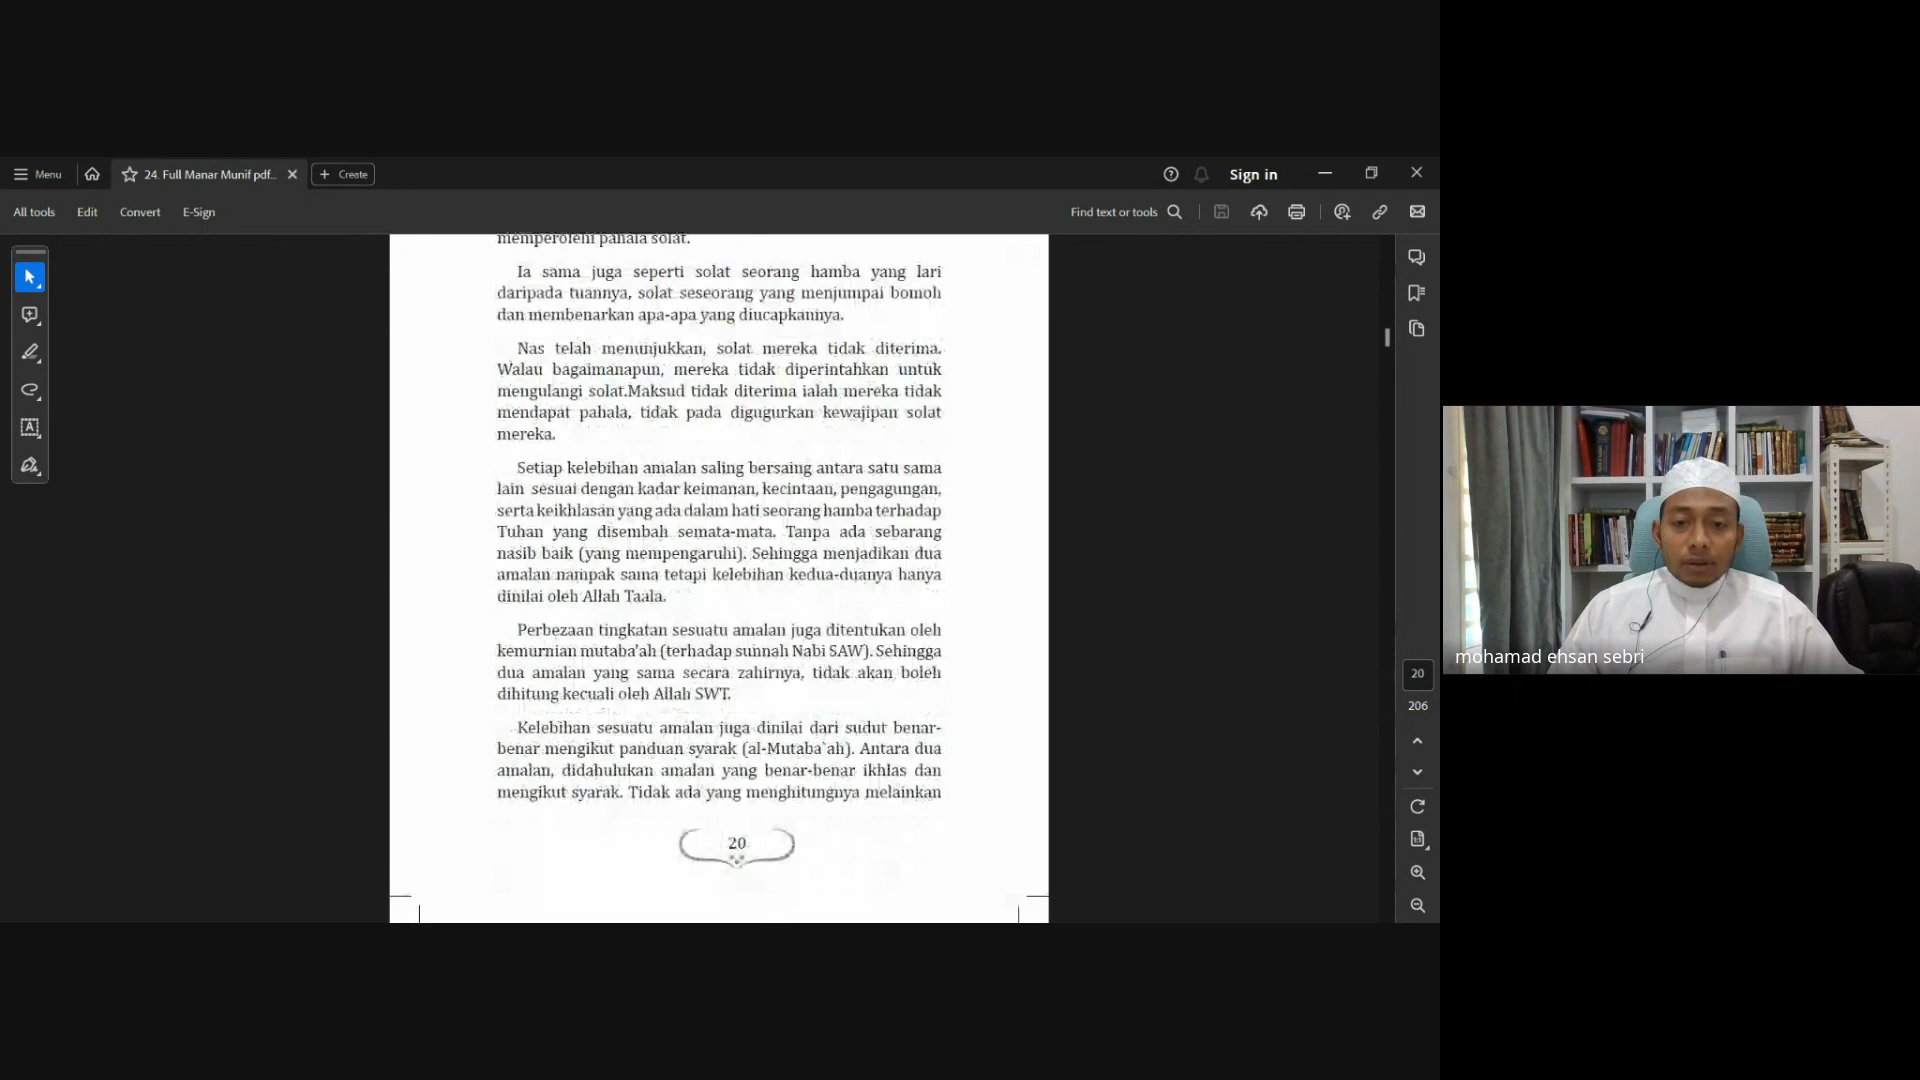 Menu
24. Full Manar Munif pdf...
Create
Sign in
All tools
Edit
Convert
E-Sign
Find text or tools
memperolehi pahala solat.
Ia sama juga seperti solat seorang hamba yang lari
daripada tuannya, solat seseorang yang menjumpai bomoh
dan membenarkan apa-apa yang diucapkannya.
Nas telah menunjukkan, solat mereka tidak diterima.
Walau bagaimanapun, mereka tidak diperintahkan untuk
mengulangi solat.Maksud tidak diterima ialah mereka tidak
mendapat pahala, tidak pada digugurkan kewajipan solat
mereka.
Setiap kelebihan amalan saling bersaing antara satu sama
lain sesuai dengan kadar keimanan, kecintaan, pengagungan,
serta keikhlasan yang ada dalam hati seorang hamba terhadap
Tuhan yang disembah semata-mata. Tanpa ada sebarang
nasib baik (yang mempengaruhi). Sehingga menjadikan dua
amalan nampak sama tetapi kelebihan kedua-duanya hanya
dinilai oleh Allah Taala.
Perbezaan tingkatan sesuatu amalan juga ditentukan oleh
kemurnian mutaba'ah (terhadap sunnah Nabi SAW). Sehingga
dua amalan yang sama secara zahirnya, tidak akan boleh
dihitung kecuali oleh Allah SWT.
Kelebihan sesuatu amalan juga dinilai dari sudut benar-
benar mengikut panduan syarak (al-Mutaba`ah). Antara dua
amalan, didahulukan amalan yang benar-benar ikhlas dan
mengikut syarak. Tidak ada yang menghitungnya melainkan
20
20
206
mohamad ehsan sebri